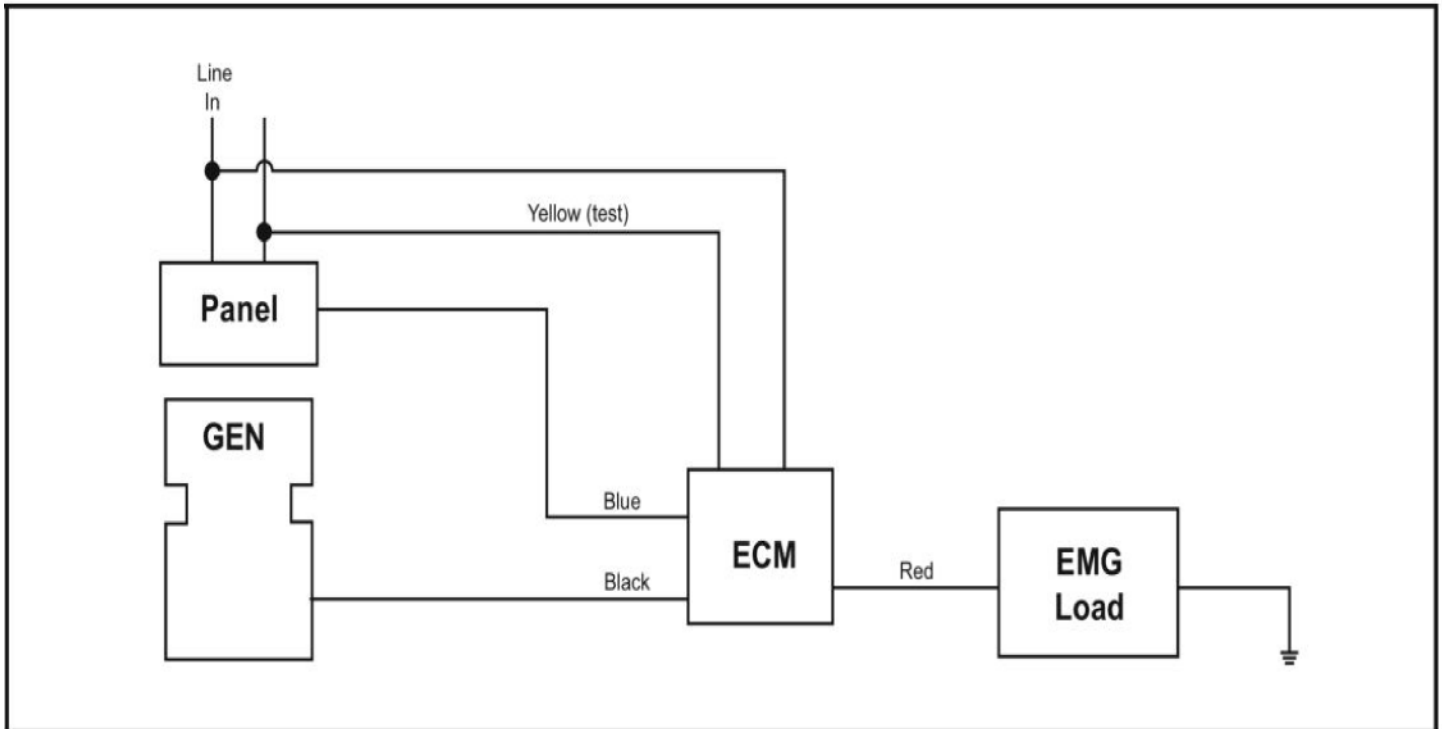 Line
In
Yellow (test)
Panel
GEN
Blue
ECM
Black
Red
EMG
Load